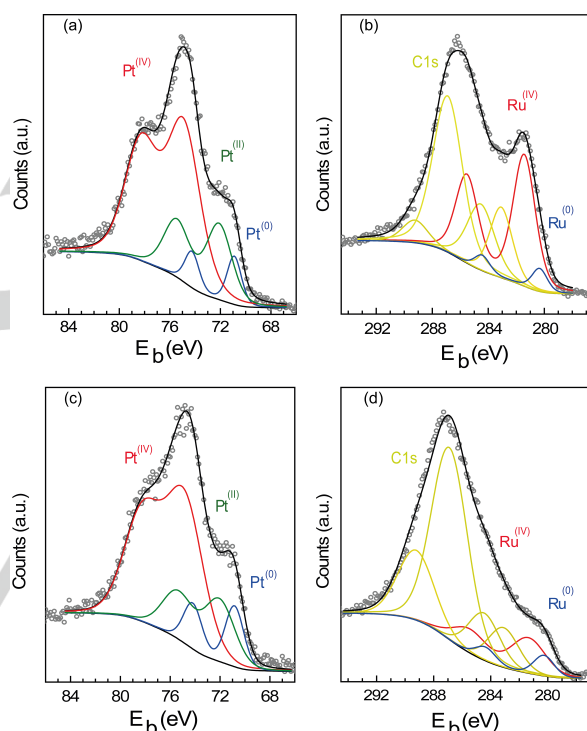 (a)
Pt(IV)
Pt(II)
Pt(0)
Counts (a.u.)
84 80 76 72 68
Eb(eV)
(b)
C1s
Ru(IV)
Ru(0)
Counts (a.u.)
292 288 284 280
Eb(eV)
(c)
Pt(IV)
Pt(II)
Pt(0)
Counts (a.u.)
84 80 76 72 68
Eb(eV)
(d)
C1s
Ru(IV)
Ru(0)
Counts (a.u.)
292 288 284 280
Eb(eV)